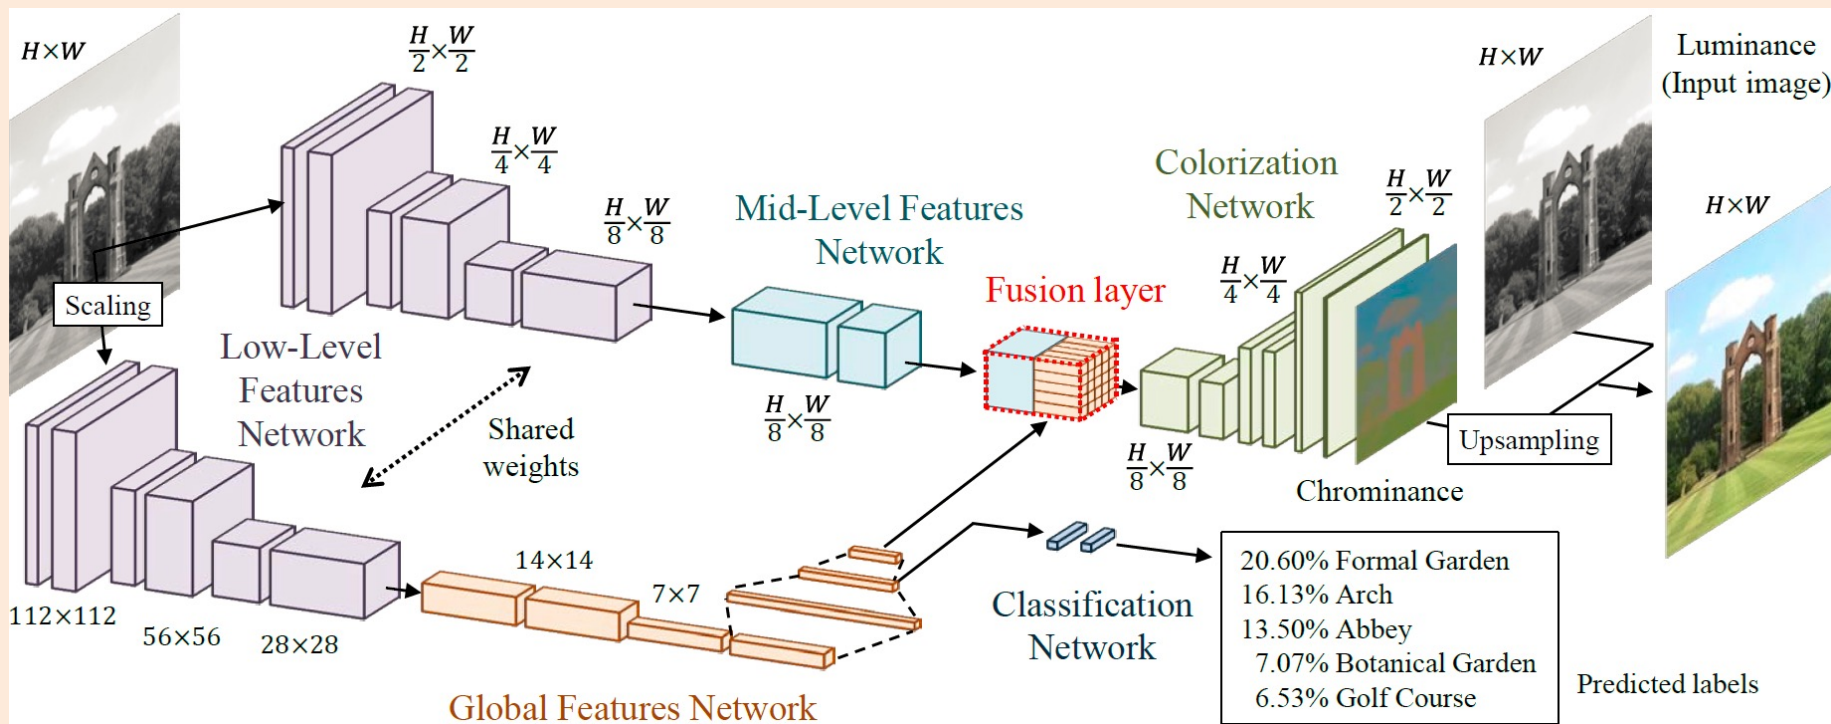 H×W
H/2×W/2
H/4×W/4
H/8×W/8
Scaling
Low-Level
Features
Network
Shared
weights
112×112
56×56
28×28
14×14
7×7
Global Features Network
Mid-Level Features
Network
H/8×W/8
Fusion layer
Colorization
Network
H/8×W/8
H/4×W/4
H/2×W/2
Chrominance
Classification
Network
20.60% Formal Garden
16.13% Arch
13.50% Abbey
7.07% Botanical Garden
6.53% Golf Course
Predicted labels
H×W
Luminance
(Input image)
H×W
Upsampling